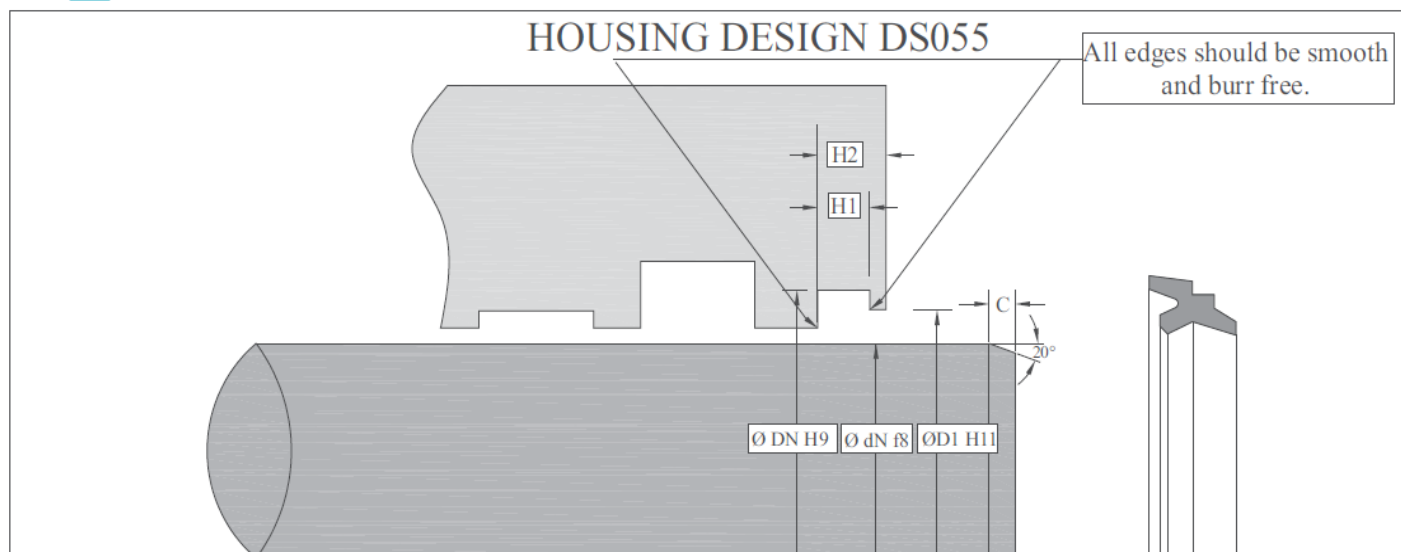 HOUSING DESIGN DS055
All edges should be smooth
and burr free.
H2
H1
C
20°
Ø DN H9
Ø dN f8
ØD1 H11